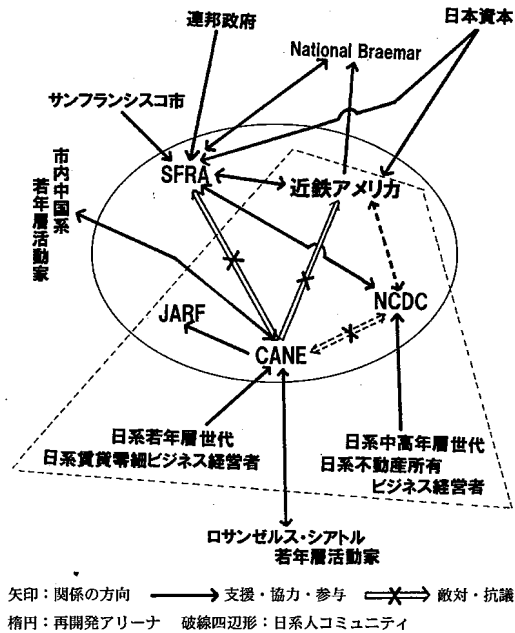 連邦政府
日本資本
National Braemar
サンフランシスコ市
市内中国系
若年層活動家
SFRA
近鉄アメリカ
NCDC
JARF
CANE
日系若年層世代
日系賃貸零細ビジネス経営者
日系中高年層世代
日系不動産所有
ビジネス経営者
ロサンゼルス・シアトル
若年層活動家
矢印：関係の方向 支援・協力・参与 敵対・抗議
楕円：再開発アリーナ 破線四辺形：日系人コミュニティ